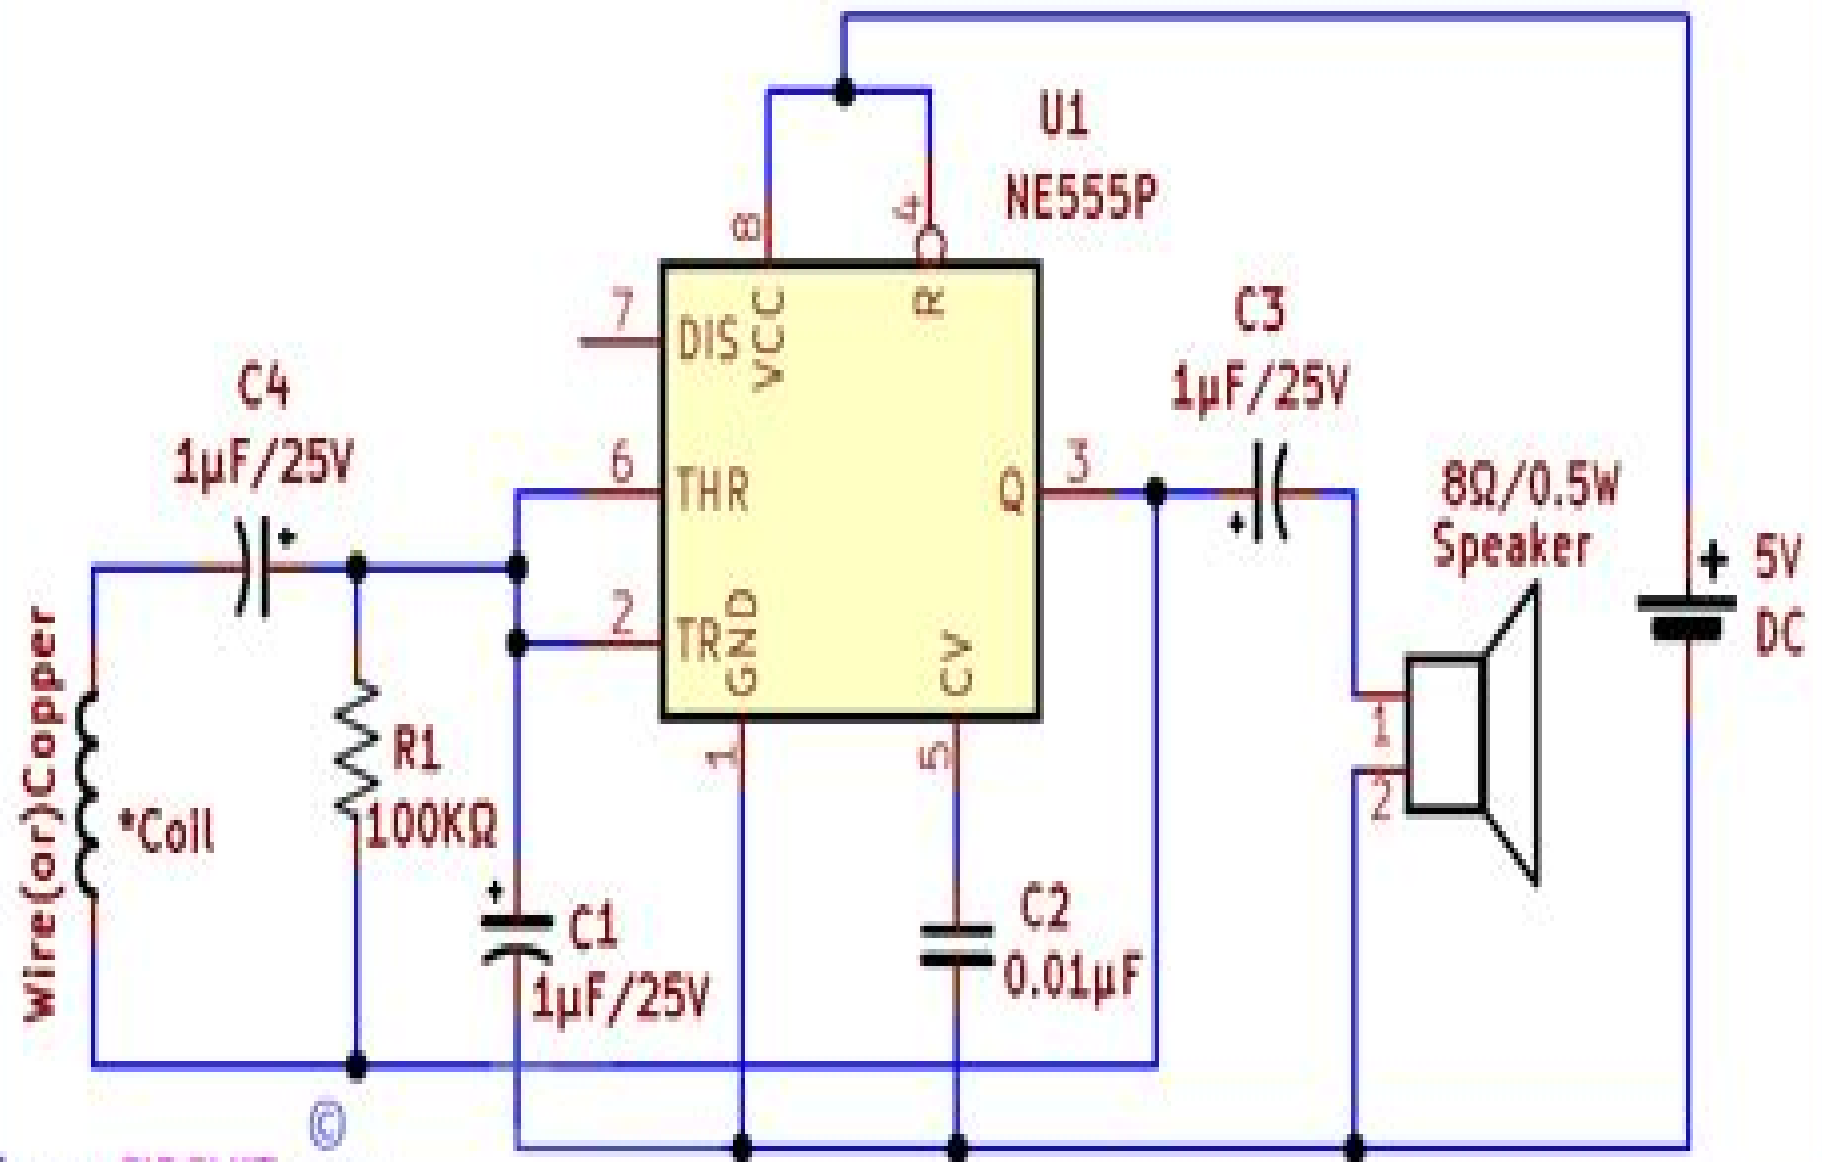 U1
NE555P
8
4
7
DIS
VCC
R
C3
1µF/25V
C4
1µF/25V
6
THR
Q
3
8Ω/0.5W
Speaker
+
5V
DC
2
TR
GND
CV
Wire(or)Copper
*Coil
R1
100KΩ
1
5
1
2
+
+
+
C1
1µF/25V
C2
0.01µF
©